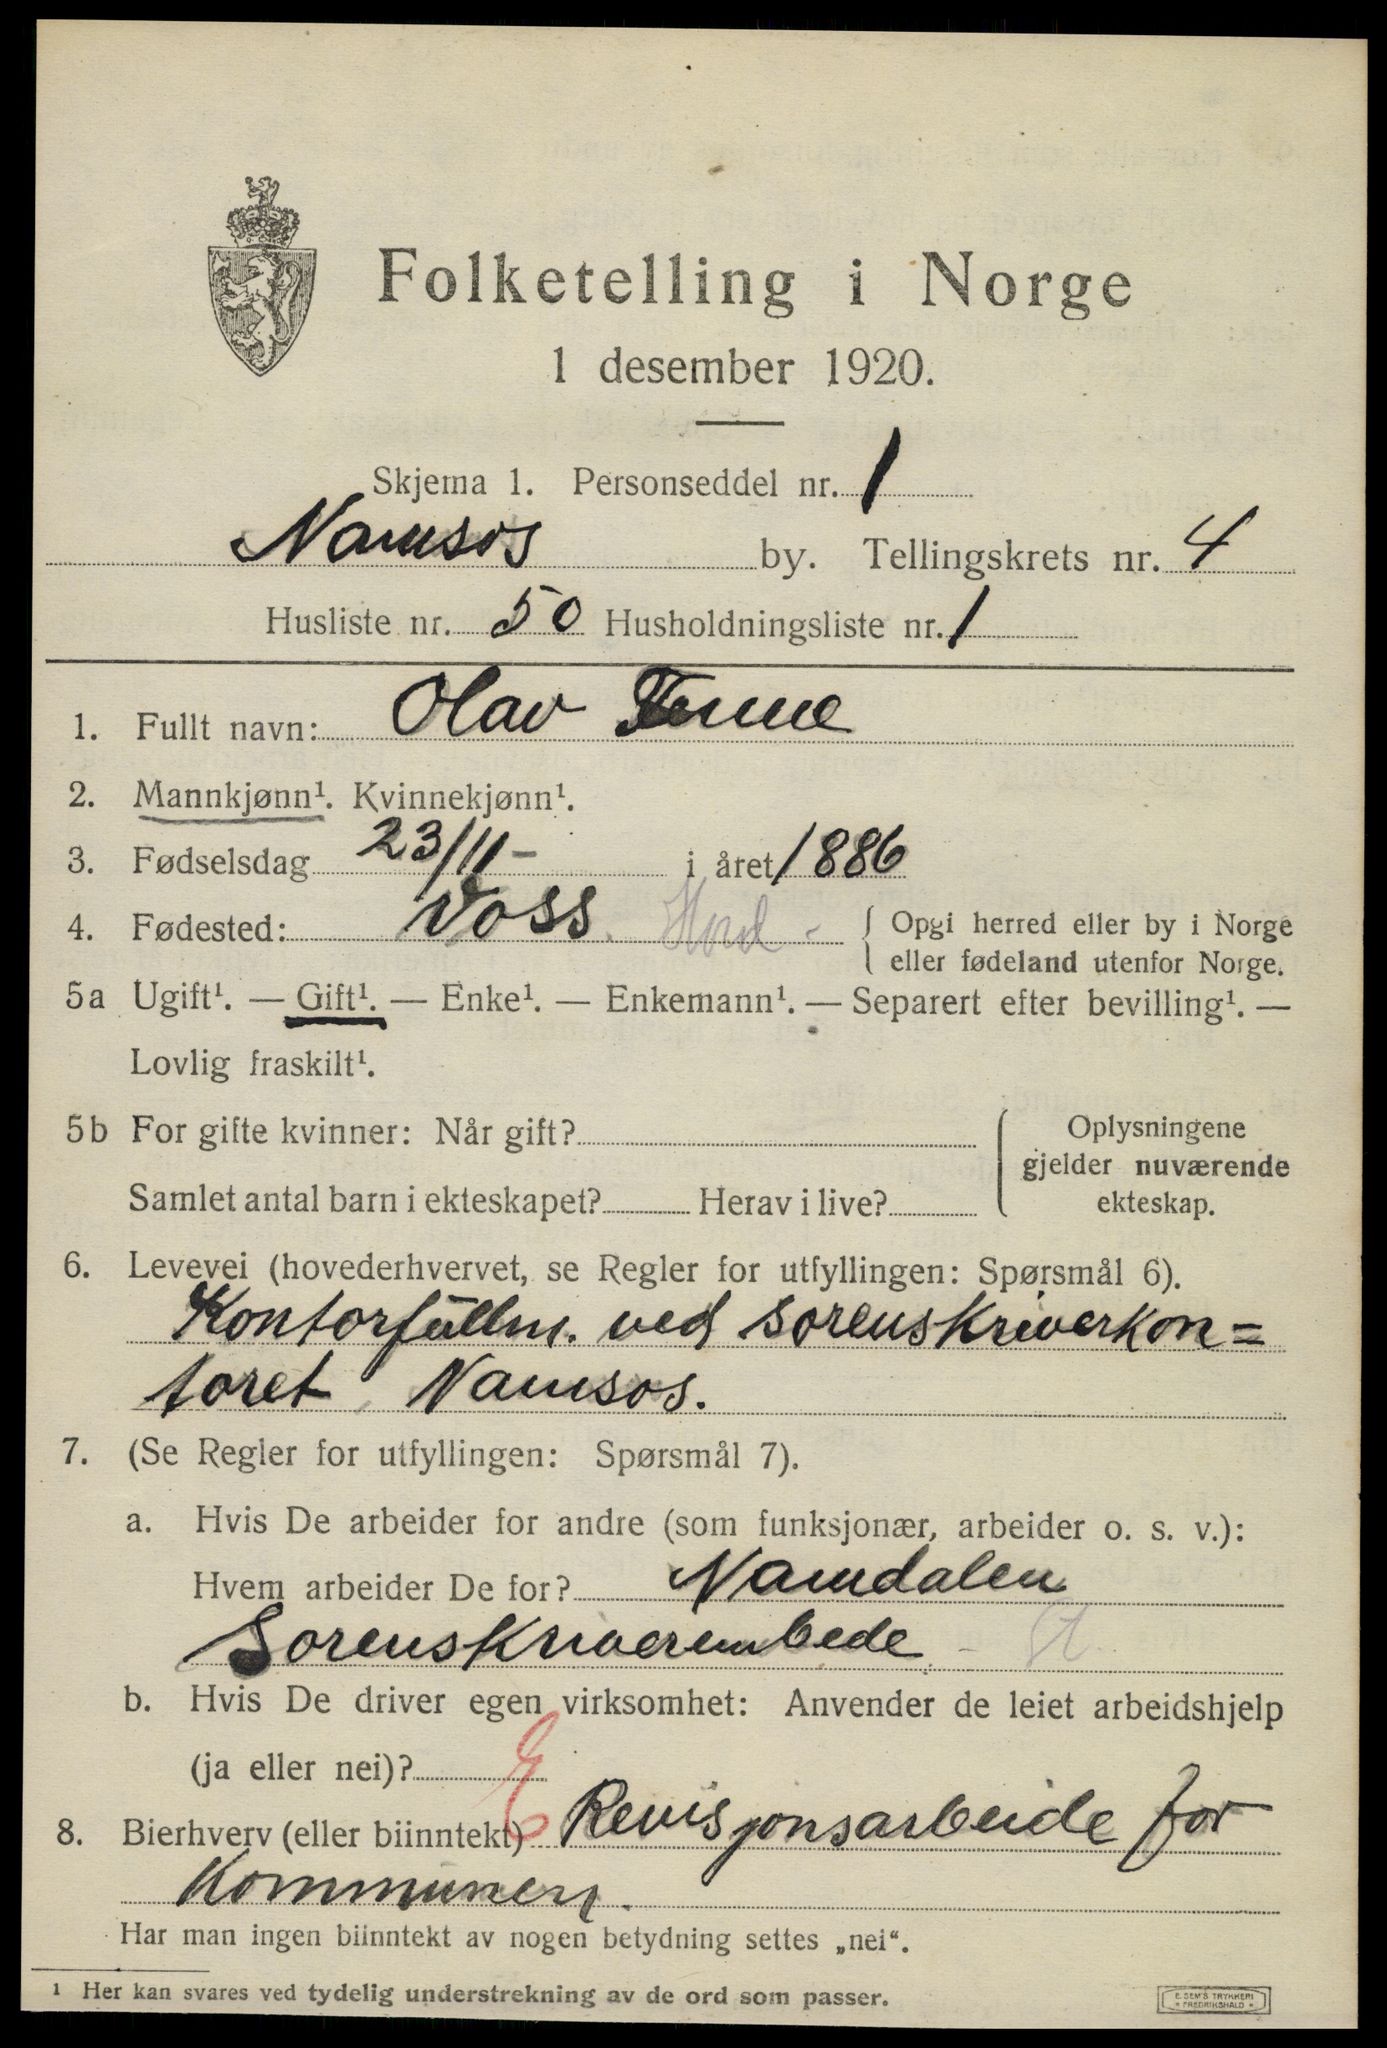 Folketelling i Norge
1 desember 1920.
Skjema 1. Personseddel nr. 1
Namsos by. Tellingskrets nr. 4
Husliste nr. 50 Husholdningsliste nr. 1
1. Fullt navn: Olav
2. Mannkjønn¹. Kvinnekjønn¹.
3. Fødselsdag 23/11- i året 1886
4. Fødested: Voss. Hord - { Opgi herred eller by i Norge
eller fødeland utenfor Norge.
5a Ugift¹. — Gift¹. — Enke¹. — Enkemann¹. — Separert efter bevilling¹. —
Lovlig fraskilt¹.
5b For gifte kvinner: Når gift? Oplysningene
gjelder nuværende
Samlet antal barn i ekteskapet? Herav i live? ekteskap.
6. Levevei (hovederhvervet, se Regler for utfyllingen: Spørsmål 6).
Kontorfullm. ved sorenskriverkon=
toret, Namsos.
7. (Se Regler for utfyllingen: Spørsmål 7).
a. Hvis De arbeider for andre (som funksjonær, arbeider o. s. v.):
Hvem arbeider De for? Namdalen
Sorenskriverembede - St.
b. Hvis De driver egen virksomhet: Anvender de leiet arbeidshjelp
(ja eller nei)?
8. Bierhverv (eller biinntekt) Revisjonsarbeide for
Kommunen.
Har man ingen biinntekt av nogen betydning settes „nei“.
¹ Her kan svares ved tydelig understrekning av de ord som passer.
E. SEM'S TRYKKERI
* FREDRIKSHALD *